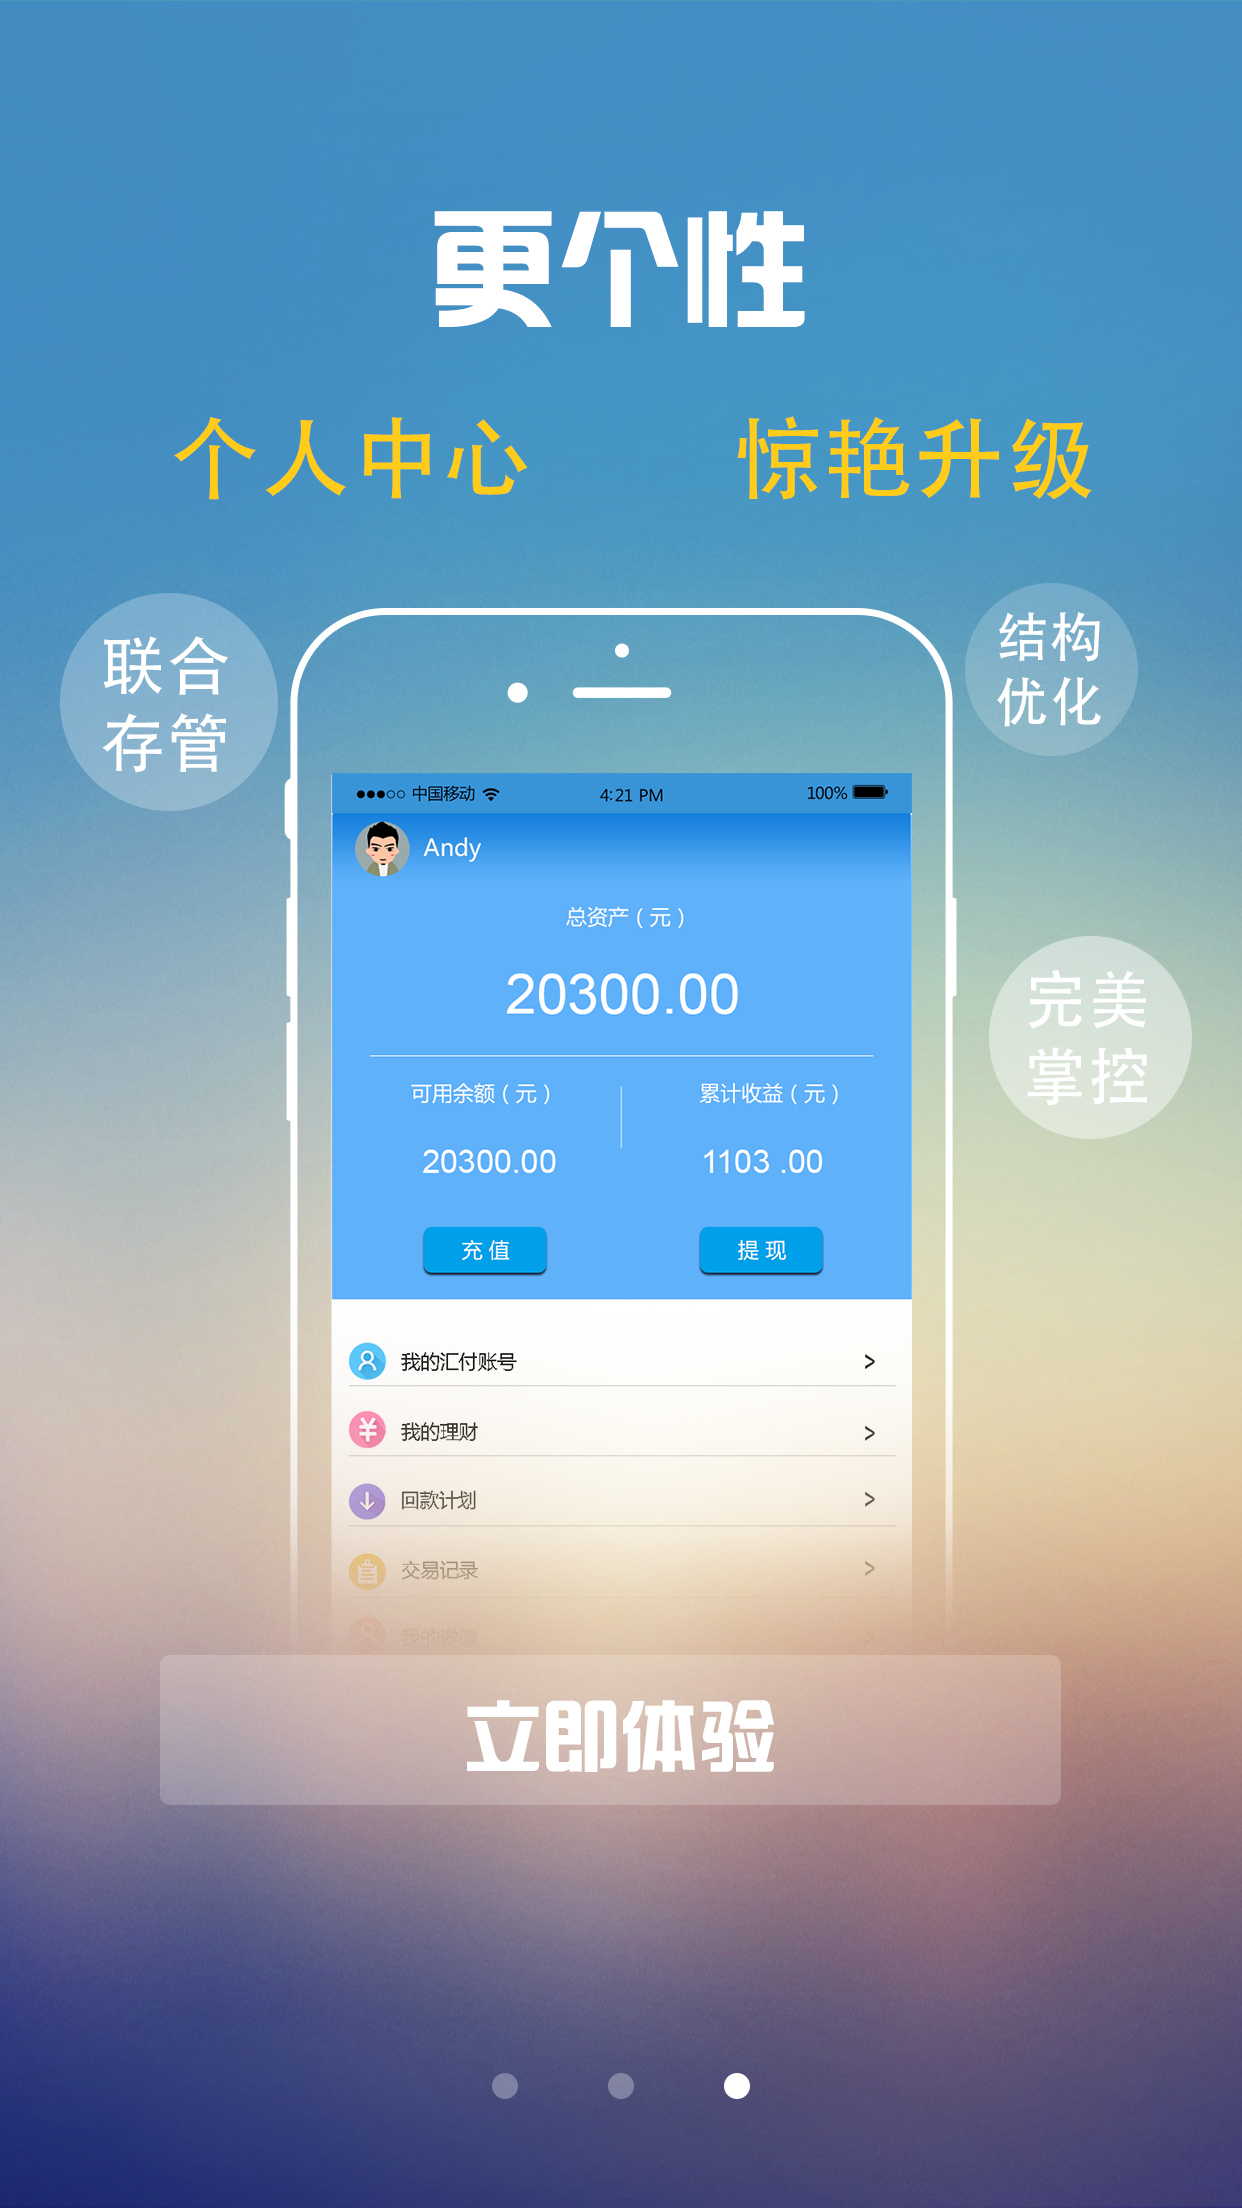 更个性
个人中心 惊艳升级
联合
存管
结构
优化
完美
掌控
中国移动 4:21 PM 100%
Andy
总资产（元）
20300.00
可用余额（元） 累计收益（元）
20300.00 1103 .00
充 值 提 现
我的汇付账号 >
我的理财 >
回款计划 >
交易记录 >
我的邀请 >
立即体验